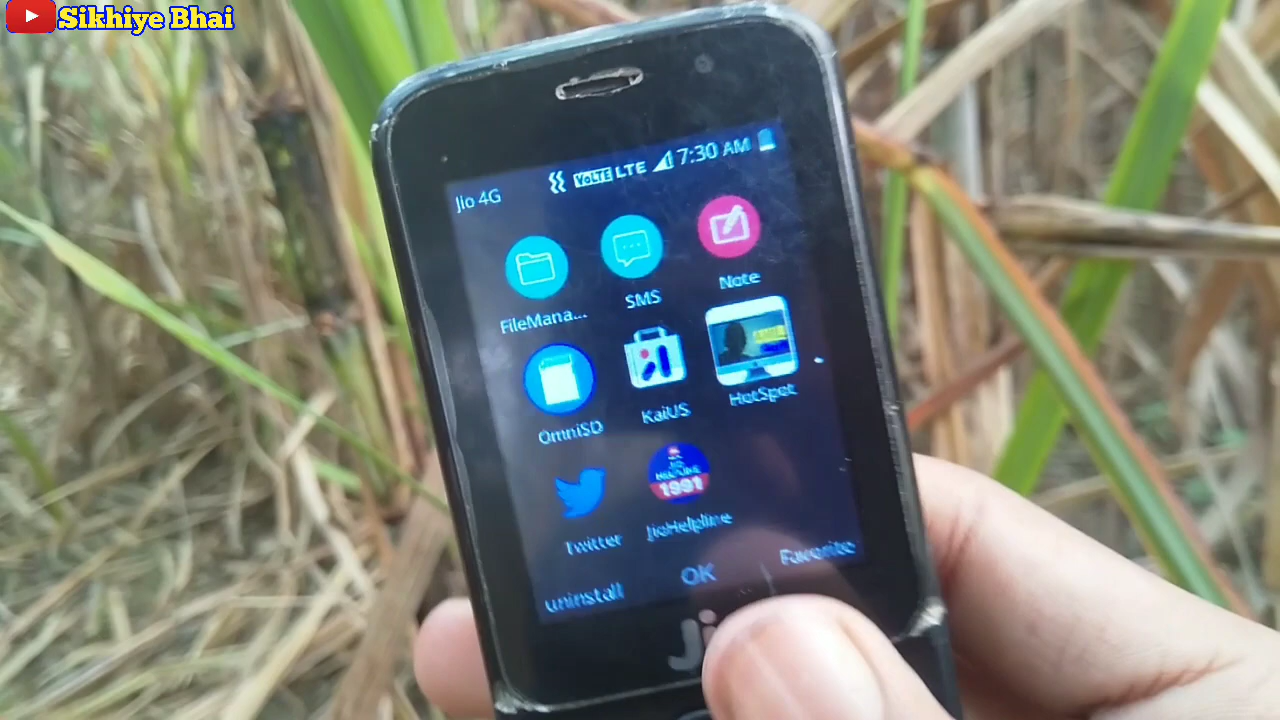 Sikhiye Bhai
Jio 4G VoLTE LTE 7:30 AM
FileMana... SMS Note
OmniSD KaiUS HotSpot
Twitter JioHelpline
1991
uninstall OK Favorite
Ji